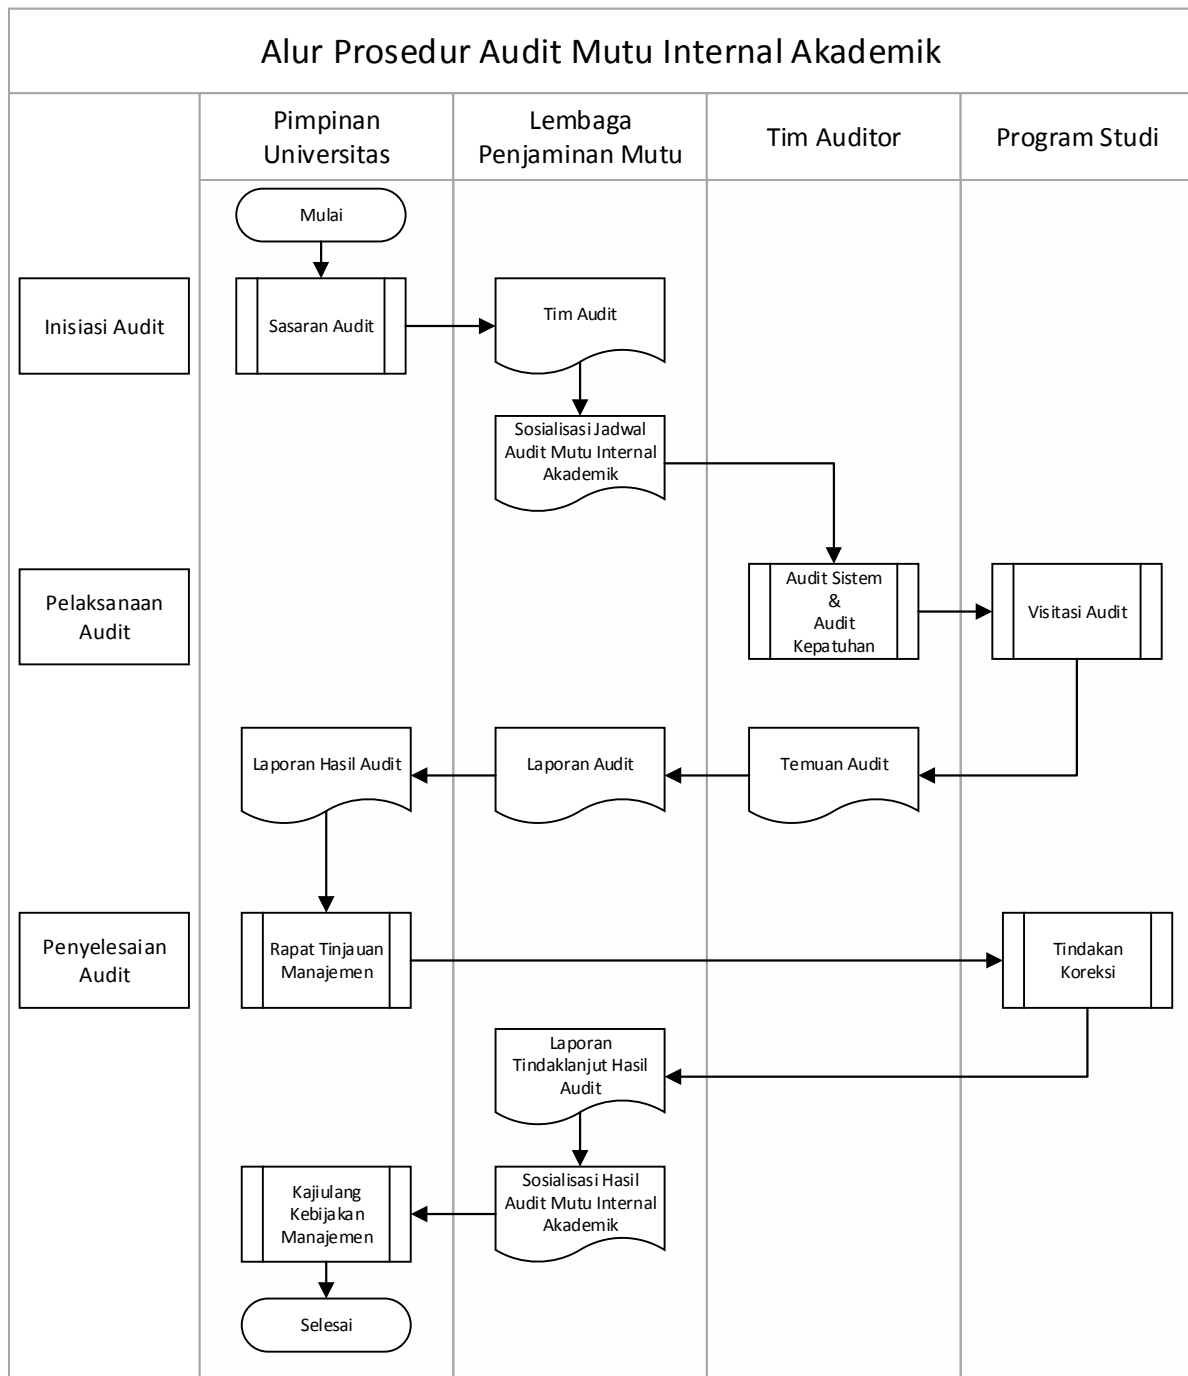 Alur Prosedur Audit Mutu Internal Akademik
Pimpinan
Universitas
Lembaga
Penjaminan Mutu
Tim Auditor
Program Studi
Mulai
Inisiasi Audit
Sasaran Audit
Tim Audit
Sosialisasi Jadwal
Audit Mutu Internal
Akademik
Pelaksanaan
Audit
Audit Sistem
&
Audit
Kepatuhan
Visitasi Audit
Laporan Hasil Audit
Laporan Audit
Temuan Audit
Penyelesaian
Audit
Rapat Tinjauan
Manajemen
Tindakan
Koreksi
Laporan
Tindaklanjut Hasil
Audit
Kajiulang
Kebijakan
Manajemen
Sosialisasi Hasil
Audit Mutu Internal
Akademik
Selesai